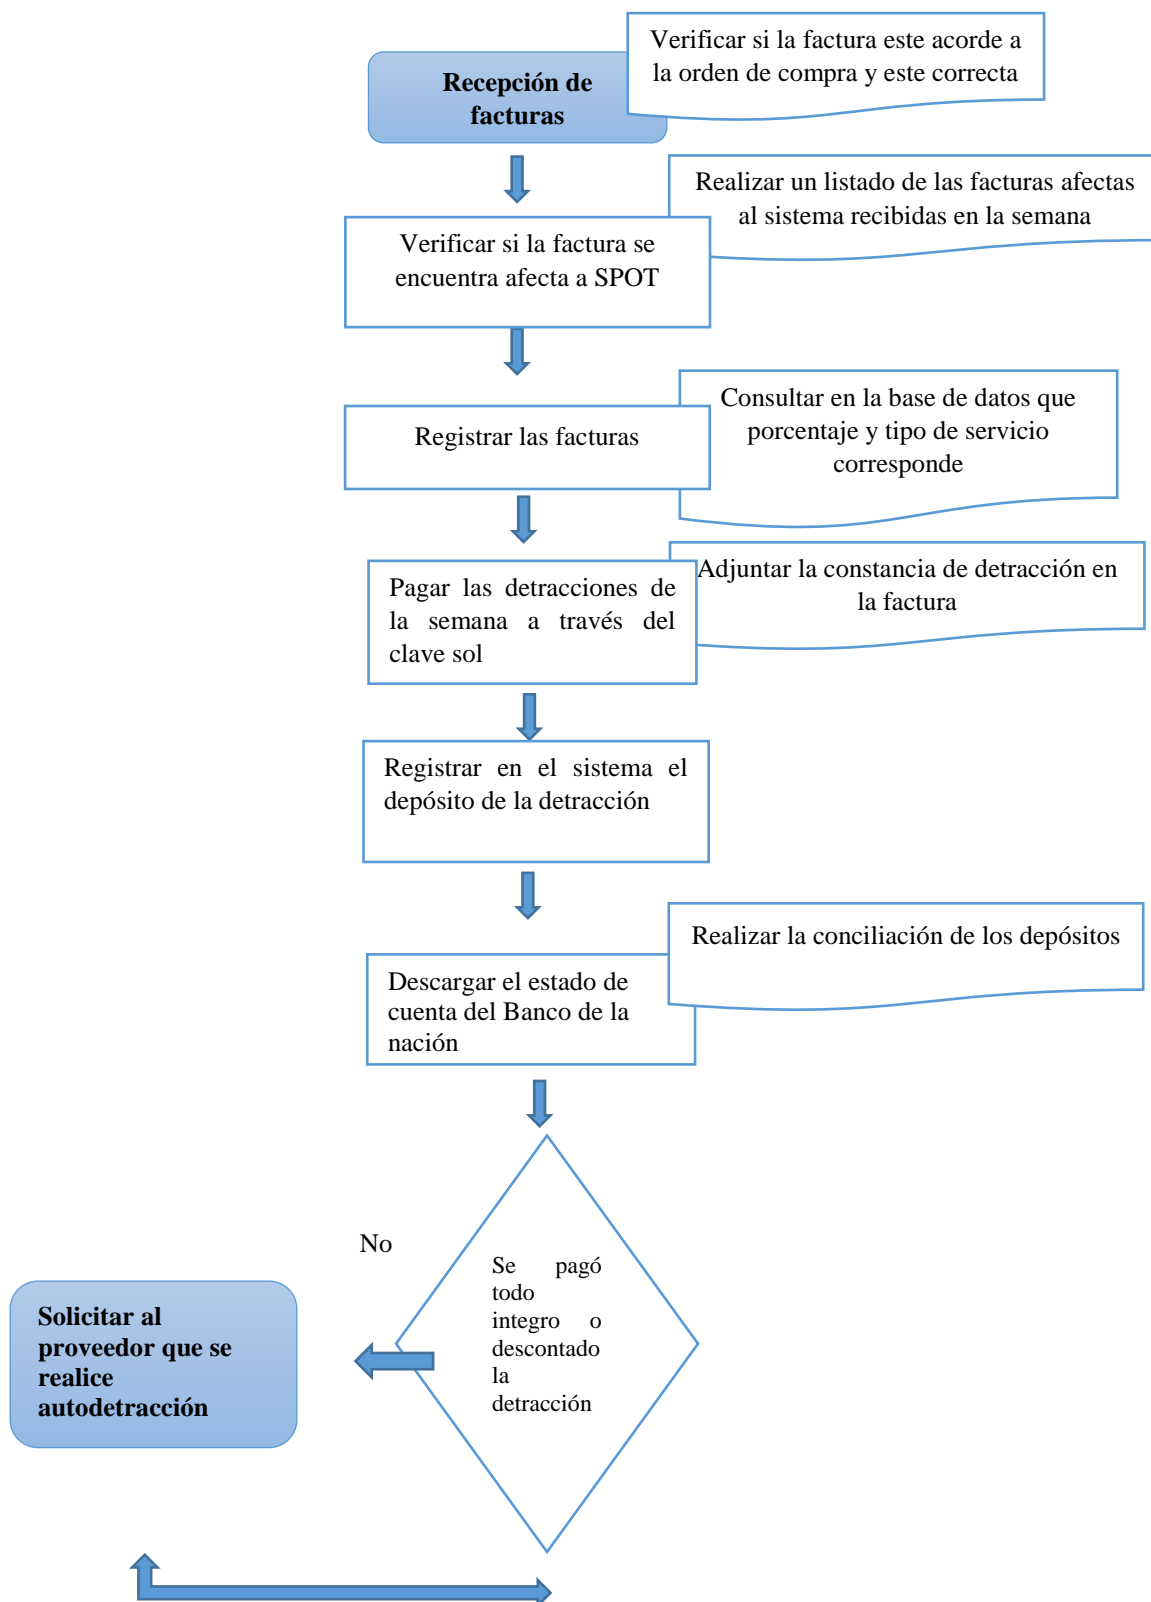 Verificar si la factura este acorde a
la orden de compra y este correcta
Recepción de
facturas
Realizar un listado de las facturas afectas
al sistema recibidas en la semana
Verificar si la factura se
encuentra afecta a SPOT
Consultar en la base de datos que
porcentaje y tipo de servicio
corresponde
Registrar las facturas
Adjuntar la constancia de detracción en
la factura
Pagar las detracciones de
la semana a través del
clave sol
Registrar en el sistema el
depósito de la detracción
Realizar la conciliación de los depósitos
Descargar el estado de
cuenta del Banco de la
nación
No
Se pagó
todo
integro o
descontado
la
detracción
Solicitar al
proveedor que se
realice
autodetracción